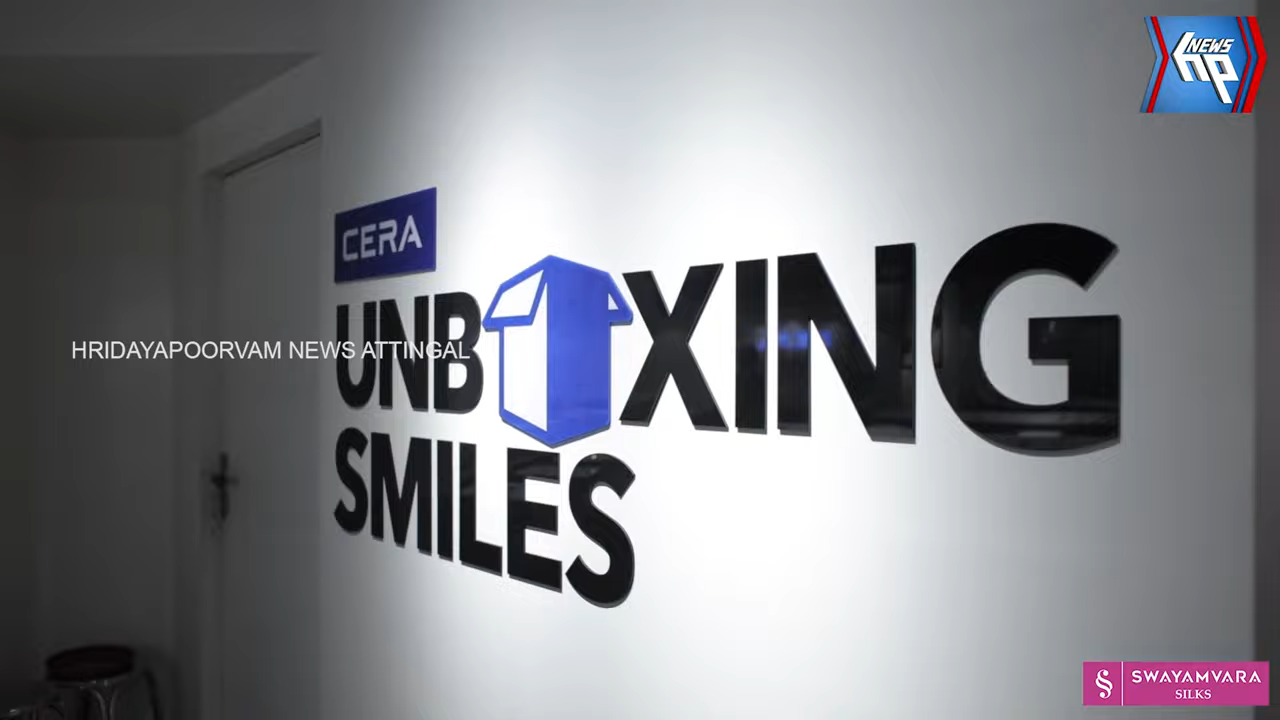 NEWS
hp
CERA
UNBOXING
HRIDAYAPOORVAM NEWS ATTINGAL
SMILES
SWAYAMVARA
SILKS